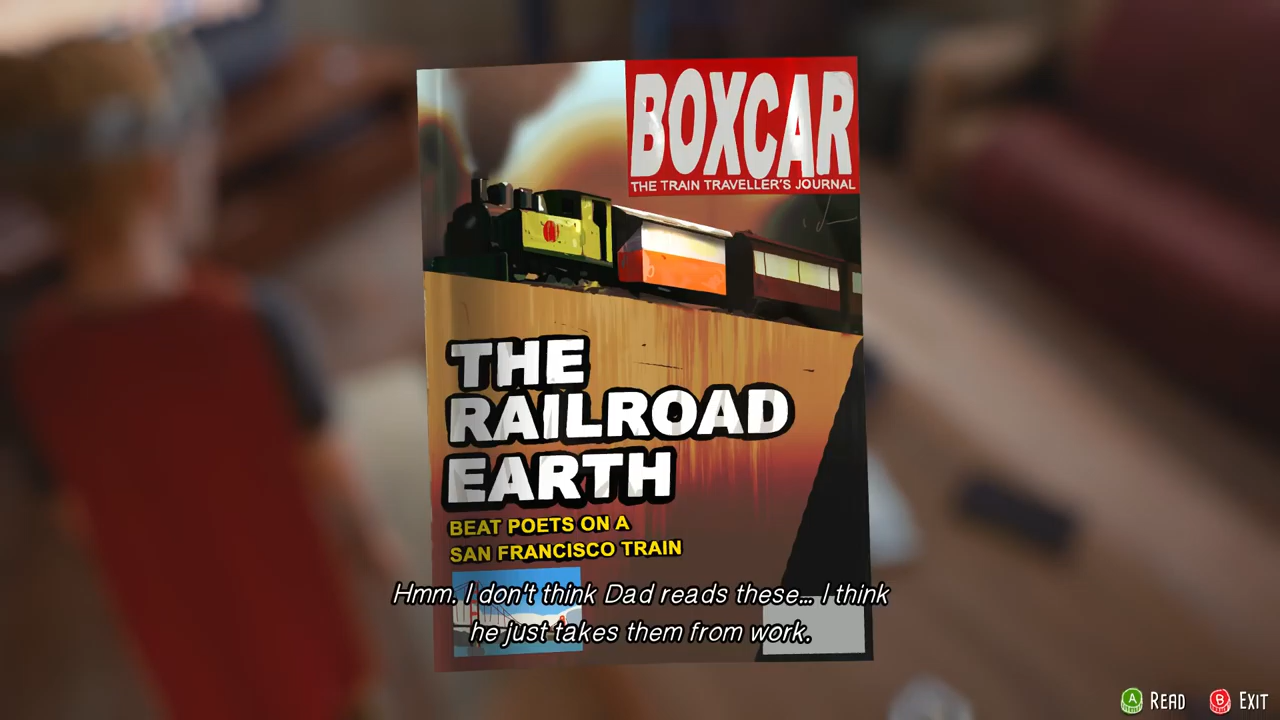 BOXCAR
THE TRAIN TRAVELLER'S JOURNAL
THE
RAILROAD
EARTH
BEAT POETS ON A
SAN FRANCISCO TRAIN
Hmm. I don't think Dad reads these... I think
he just takes them from work.
A READ B EXIT